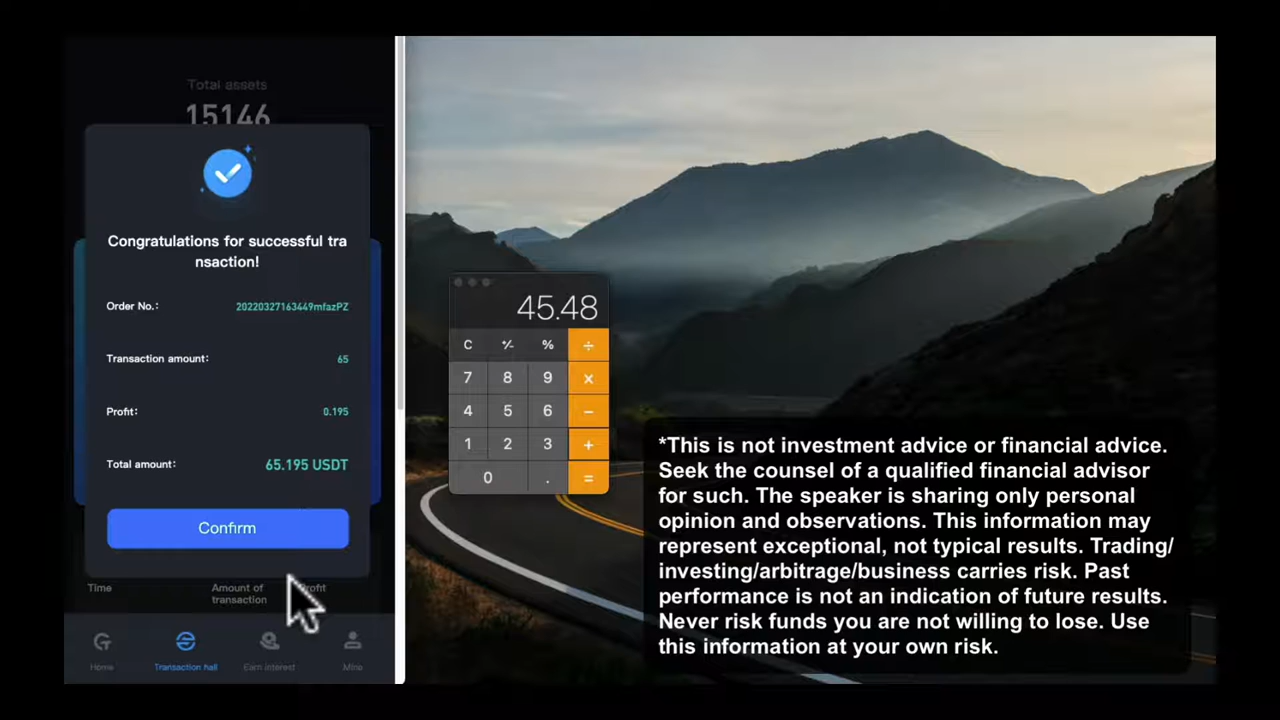 Total assets
15146
Congratulations for successful tra
nsaction!
Order No.: 20220327163449mfazPZ
Transaction amount: 65
Profit: 0.195
Total amount: 65.195 USDT
Confirm
Time Amount of Profit
transaction
Home Transaction hall Earn interest Mine
45.48
C +/- % ÷
7 8 9 x
4 5 6 −
1 2 3 +
0 . =
*This is not investment advice or financial advice.
Seek the counsel of a qualified financial advisor
for such. The speaker is sharing only personal
opinion and observations. This information may
represent exceptional, not typical results. Trading/
investing/arbitrage/business carries risk. Past
performance is not an indication of future results.
Never risk funds you are not willing to lose. Use
this information at your own risk.